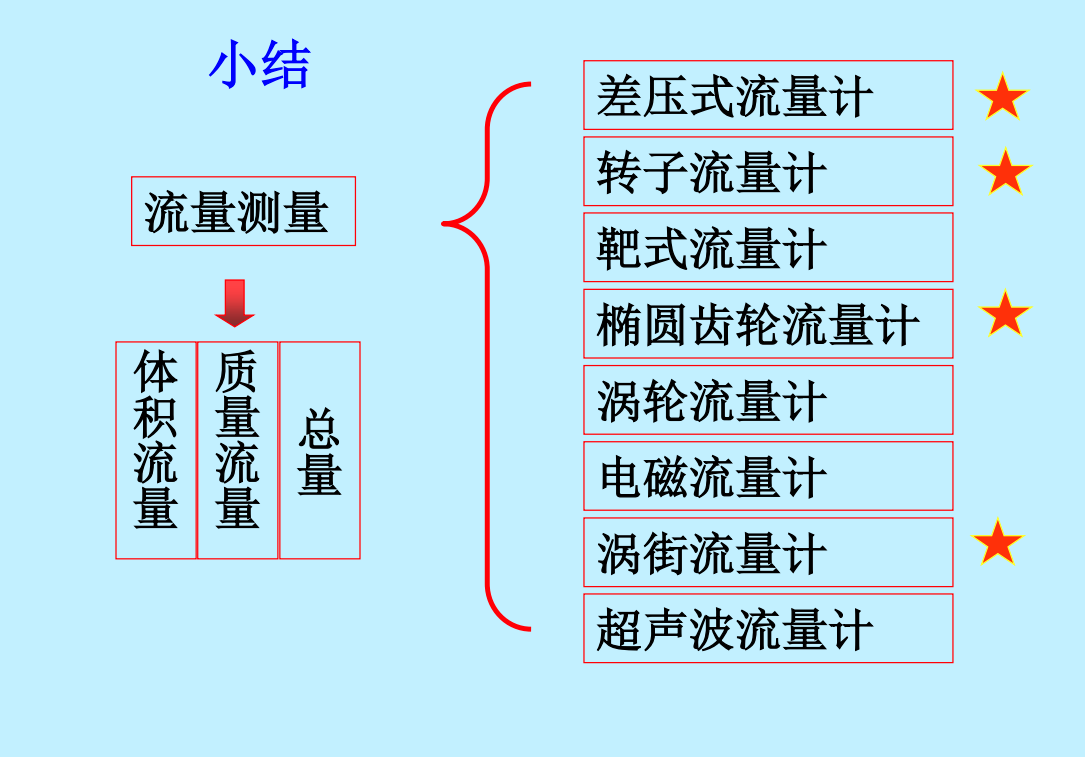 小结
流量测量
体积流量
质量流量
总量
差压式流量计
转子流量计
靶式流量计
椭圆齿轮流量计
涡轮流量计
电磁流量计
涡街流量计
超声波流量计